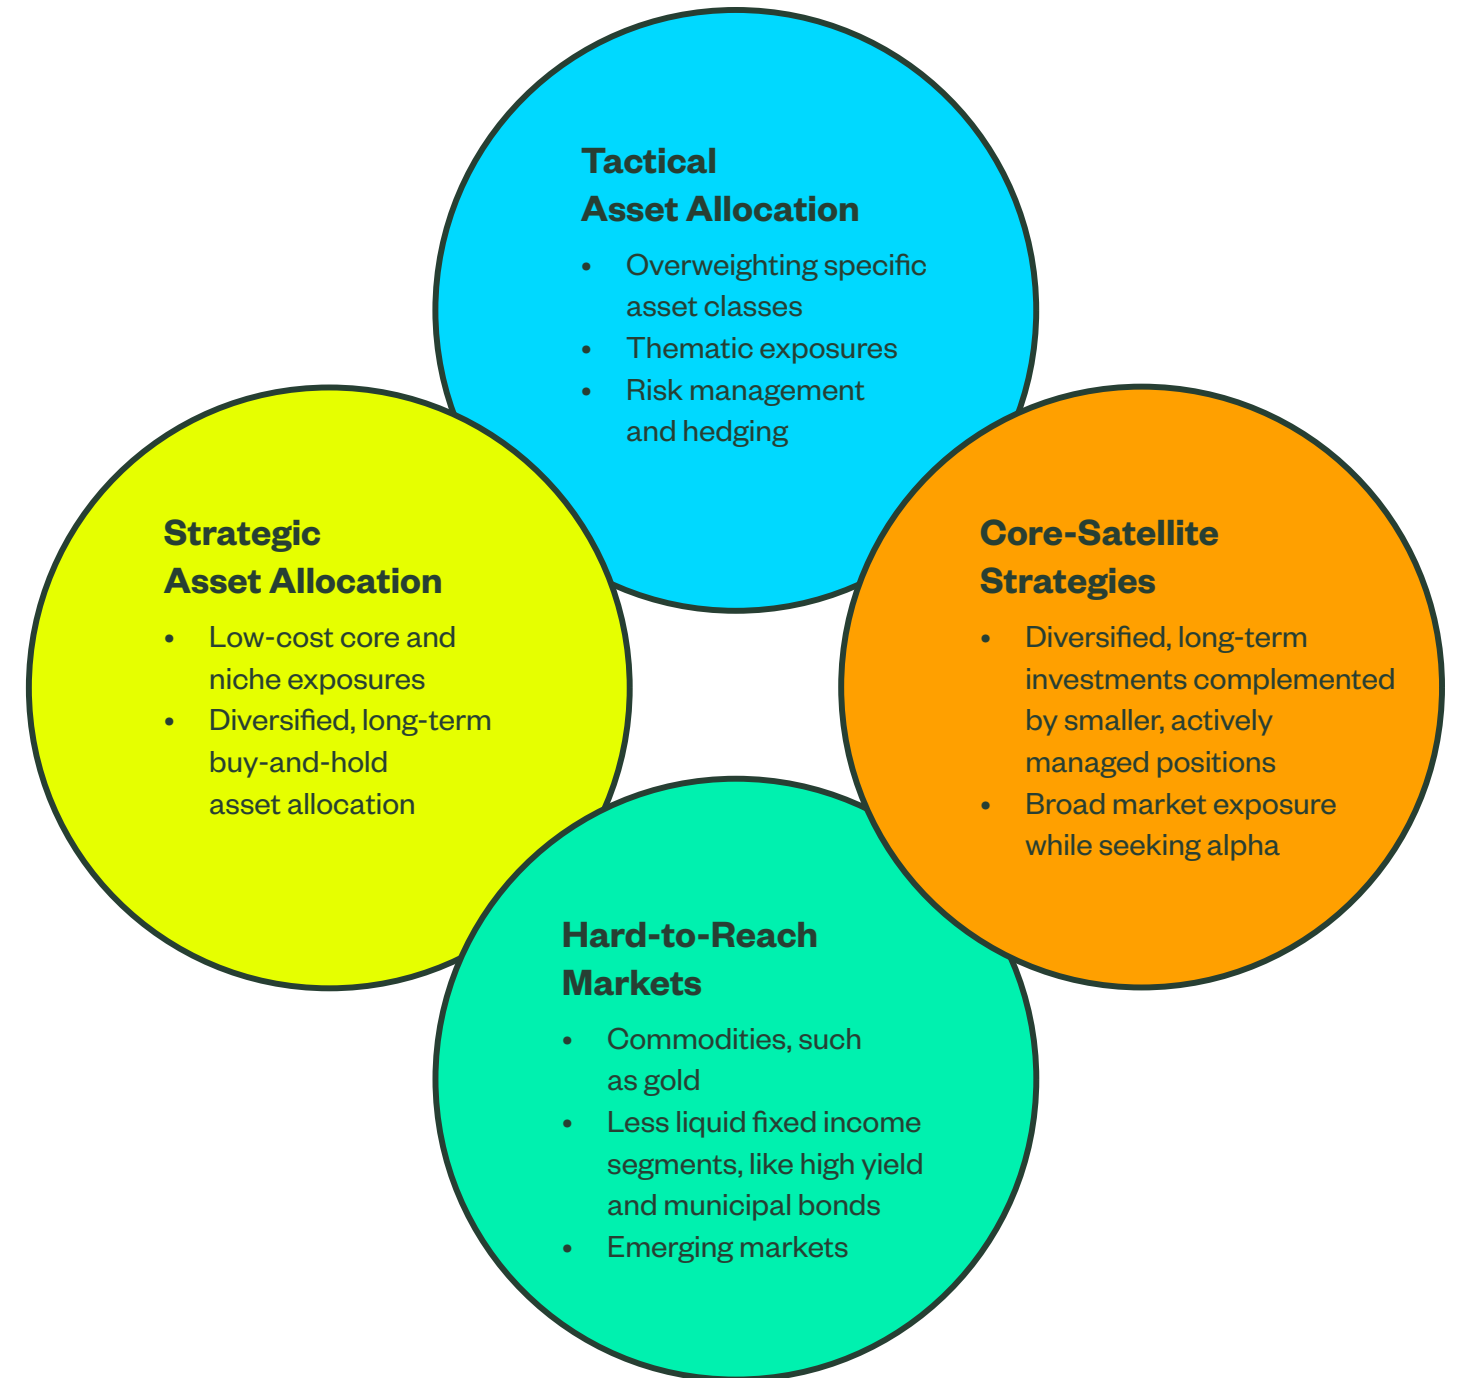 Tactical
Asset Allocation
• Overweighting specific
asset classes
• Thematic exposures
• Risk management
and hedging
Strategic
Asset Allocation
• Low-cost core and
niche exposures
• Diversified, long-term
buy-and-hold
asset allocation
Core-Satellite
Strategies
• Diversified, long-term
investments complemented
by smaller, actively
managed positions
• Broad market exposure
while seeking alpha
Hard-to-Reach
Markets
• Commodities, such
as gold
• Less liquid fixed income
segments, like high yield
and municipal bonds
• Emerging markets